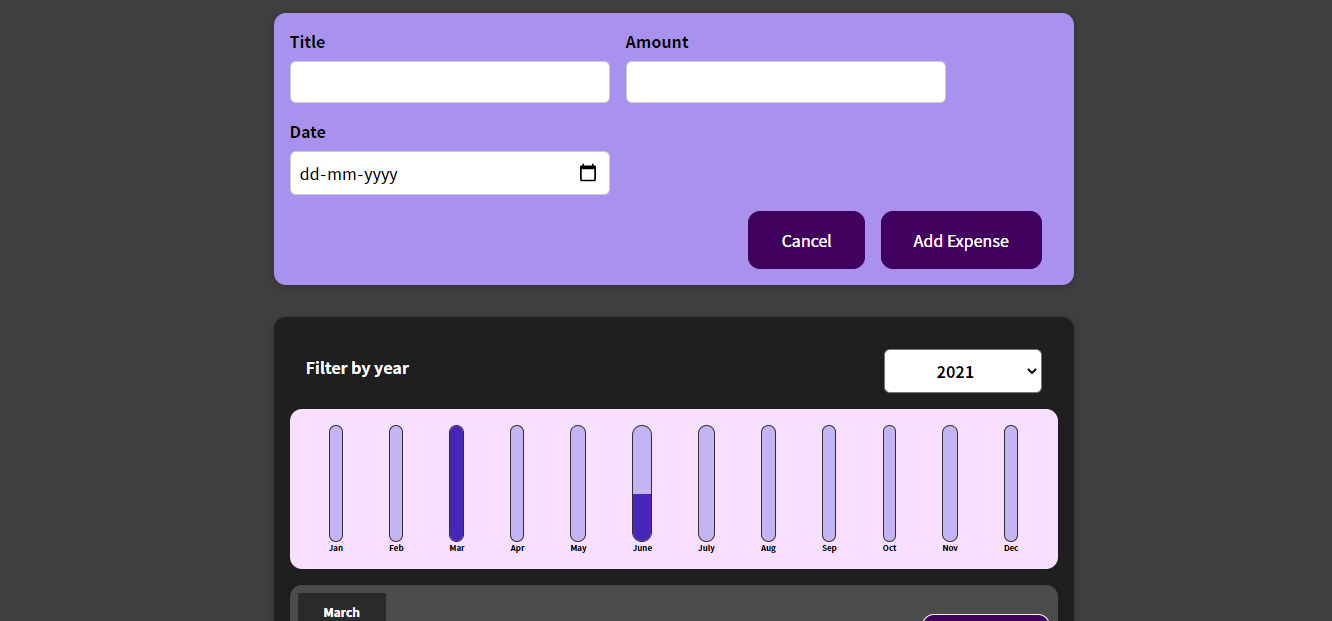 Title Amount
Date
dd-mm-yyyy
Cancel Add Expense
Filter by year 2021
Jan Feb Mar Apr May June July Aug Sep Oct Nov Dec
March